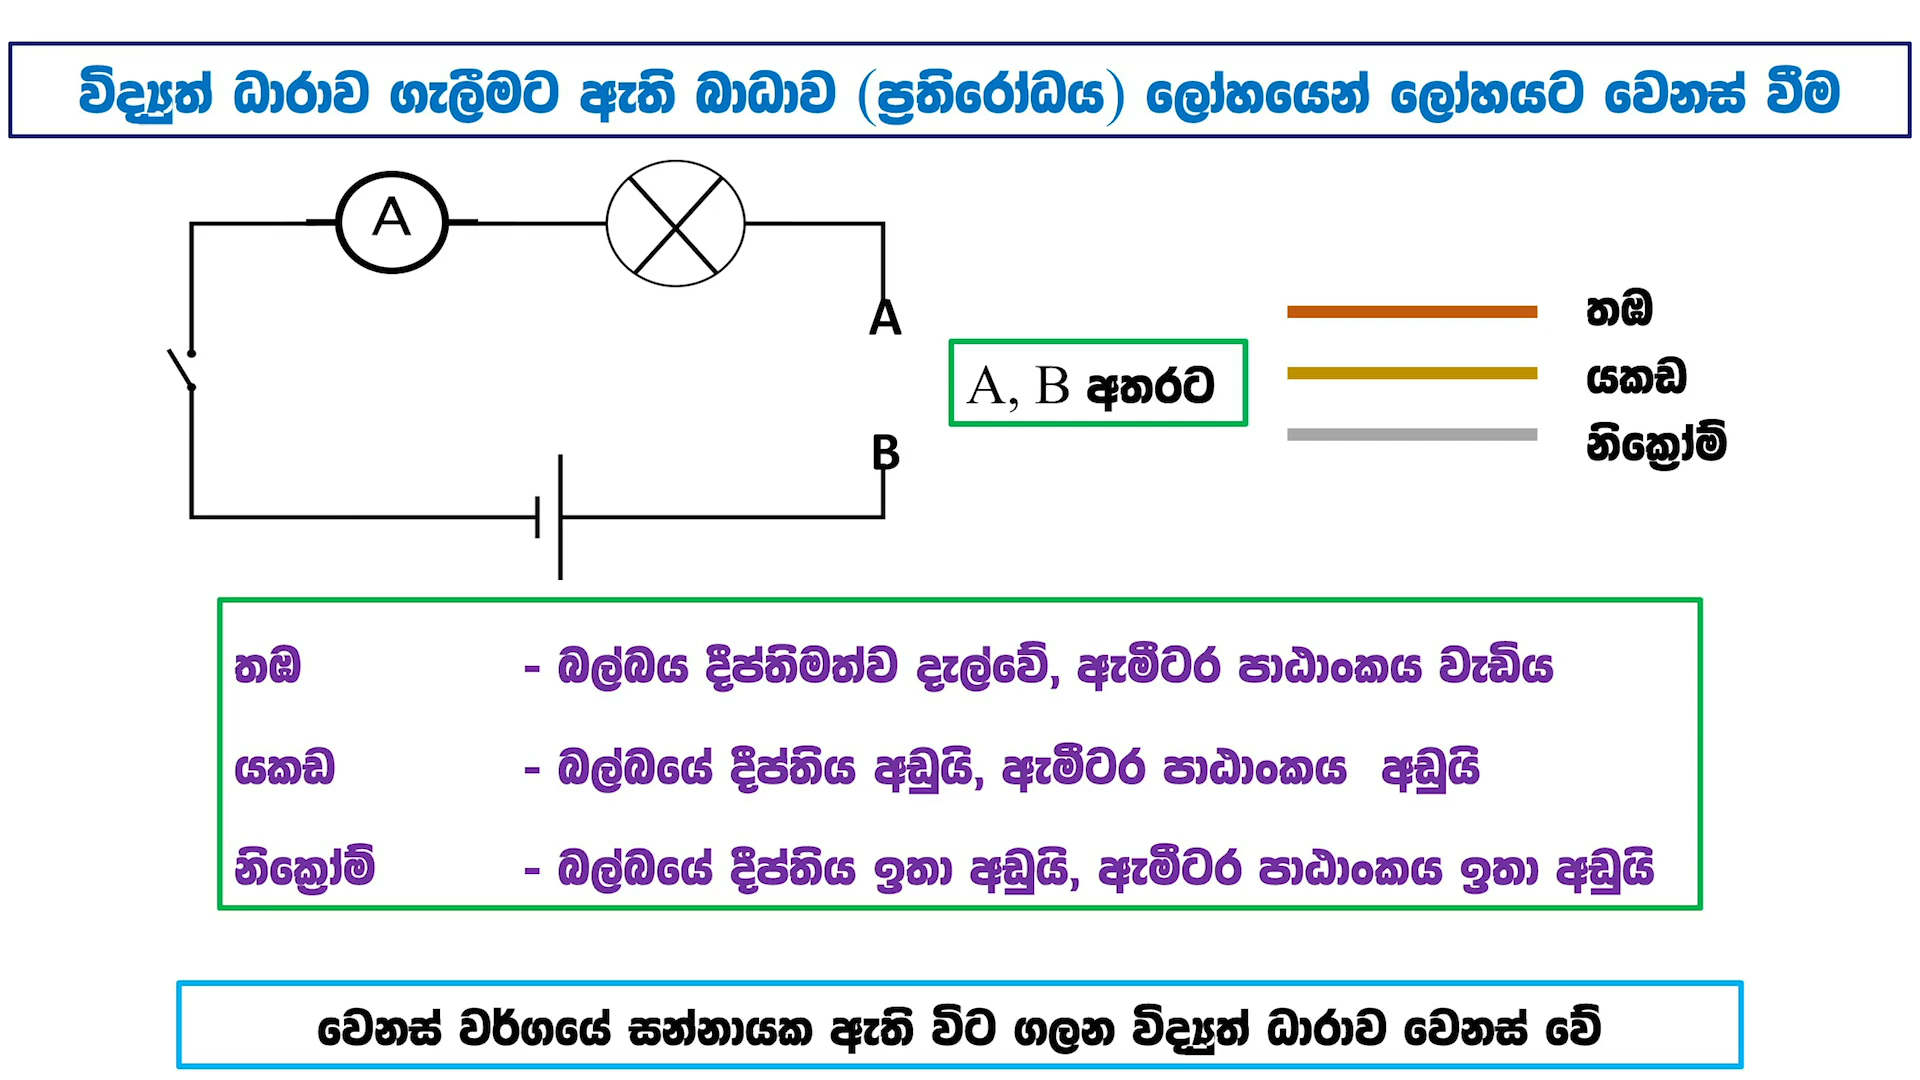 විද්‍යුත් ධාරාව ගැලීමට ඇති බාධාව (ප්‍රතිරෝධය) ලෝහයෙන් ලෝහයට වෙනස් වීම
A
A
B
A, B අතරට
තඹ
යකඩ
නික්‍රෝම්
තඹ - බල්බය දීප්තිමත්ව දැල්වේ, ඇමීටර පාඨාංකය වැඩිය
යකඩ - බල්බයේ දීප්තිය අඩුයි, ඇමීටර පාඨාංකය අඩුයි
නික්‍රෝම් - බල්බයේ දීප්තිය ඉතා අඩුයි, ඇමීටර පාඨාංකය ඉතා අඩුයි
වෙනස් වර්ගයේ සන්නායක ඇති විට ගලන විද්‍යුත් ධාරාව වෙනස් වේ